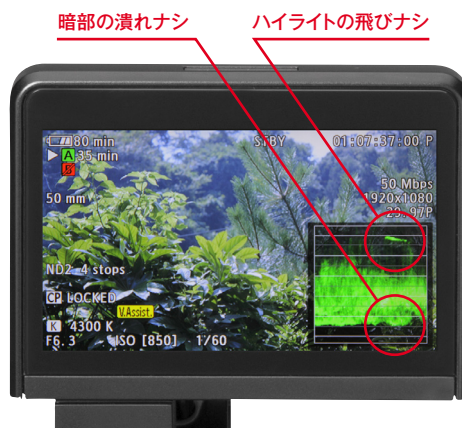 暗部の潰れナシ
ハイライトの飛びナシ
80 min
STBY
01:07:37:00 P
A 35 min
B
50 Mbps
1920x1080
29.97P
50 mm
ND2 4 stops
CP LOCKED
V.Assist.
K 4300 K
F6.3 ISO [850] 1/60